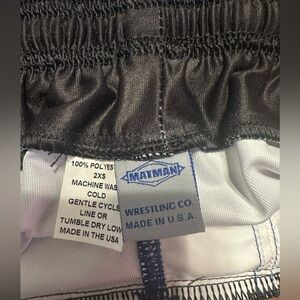 100% POLYES
2XS
MACHINE WAS
COLD
GENTLE CYCLE
LINE OR
TUMBLE DRY LOW
MADE IN THE USA
MATMAN
WRESTLING CO.
MADE IN U.S.A.